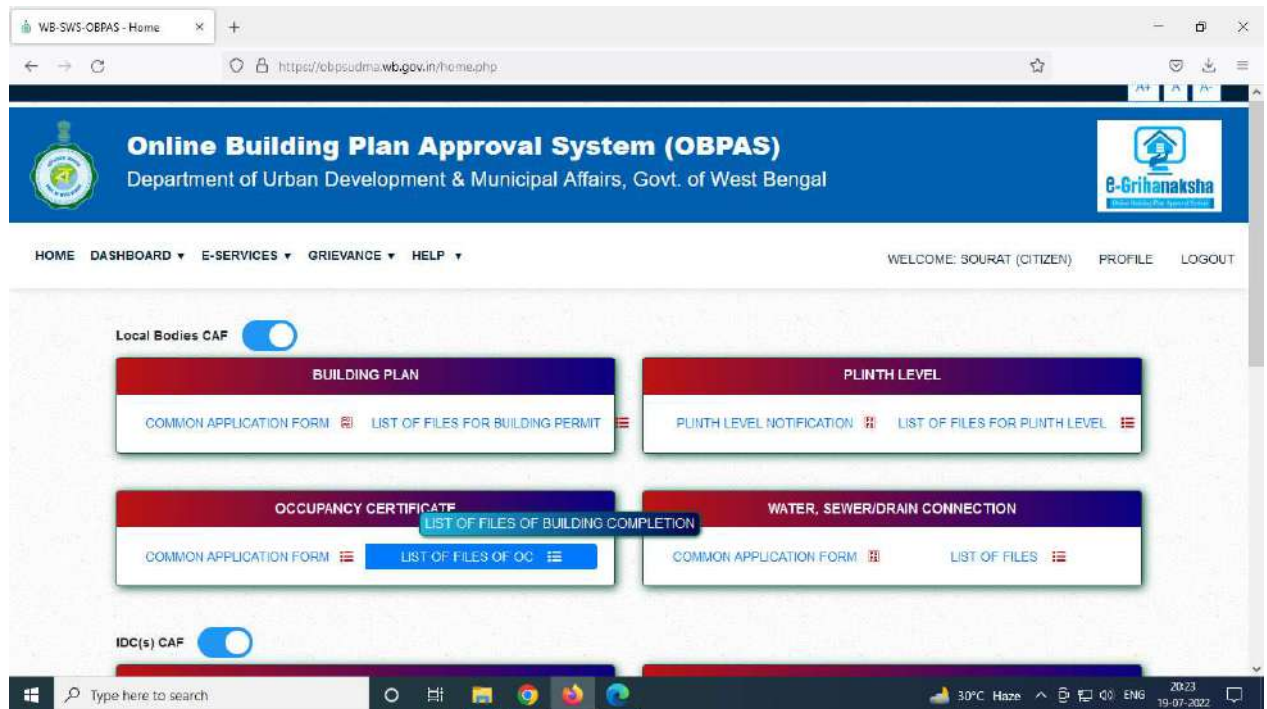 WB-SWS-OBPAS - Home
https://obpsudma.wb.gov.in/home.php
A+ A A-
Online Building Plan Approval System (OBPAS)
Department of Urban Development & Municipal Affairs, Govt. of West Bengal
e-Grihanaksha
HOME DASHBOARD ▾ E-SERVICES ▾ GRIEVANCE ▾ HELP ▾ WELCOME: SOURAT (CITIZEN) PROFILE LOGOUT
Local Bodies CAF
BUILDING PLAN PLINTH LEVEL
COMMON APPLICATION FORM LIST OF FILES FOR BUILDING PERMIT PLINTH LEVEL NOTIFICATION LIST OF FILES FOR PLINTH LEVEL
OCCUPANCY CERTIFICATE WATER, SEWER/DRAIN CONNECTION
LIST OF FILES OF BUILDING COMPLETION
COMMON APPLICATION FORM LIST OF FILES OF OC COMMON APPLICATION FORM LIST OF FILES
IDC(s) CAF
Type here to search 30°C Haze ENG 20:23
19-07-2022